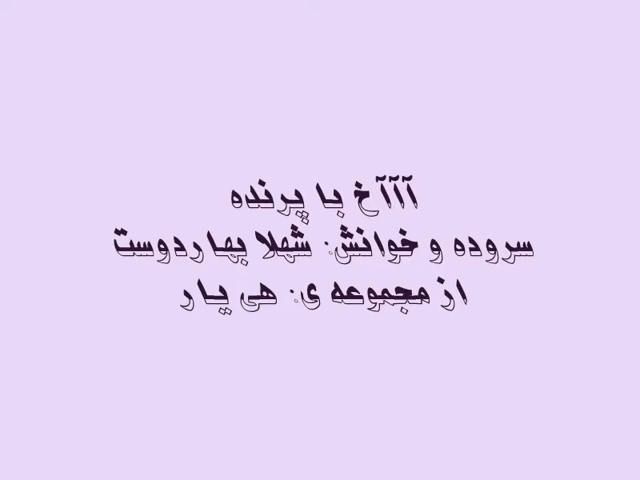 آآآخ با پرنده
سروده و خوانش: شهلا بهاردوست
از مجموعه ی: هی یار